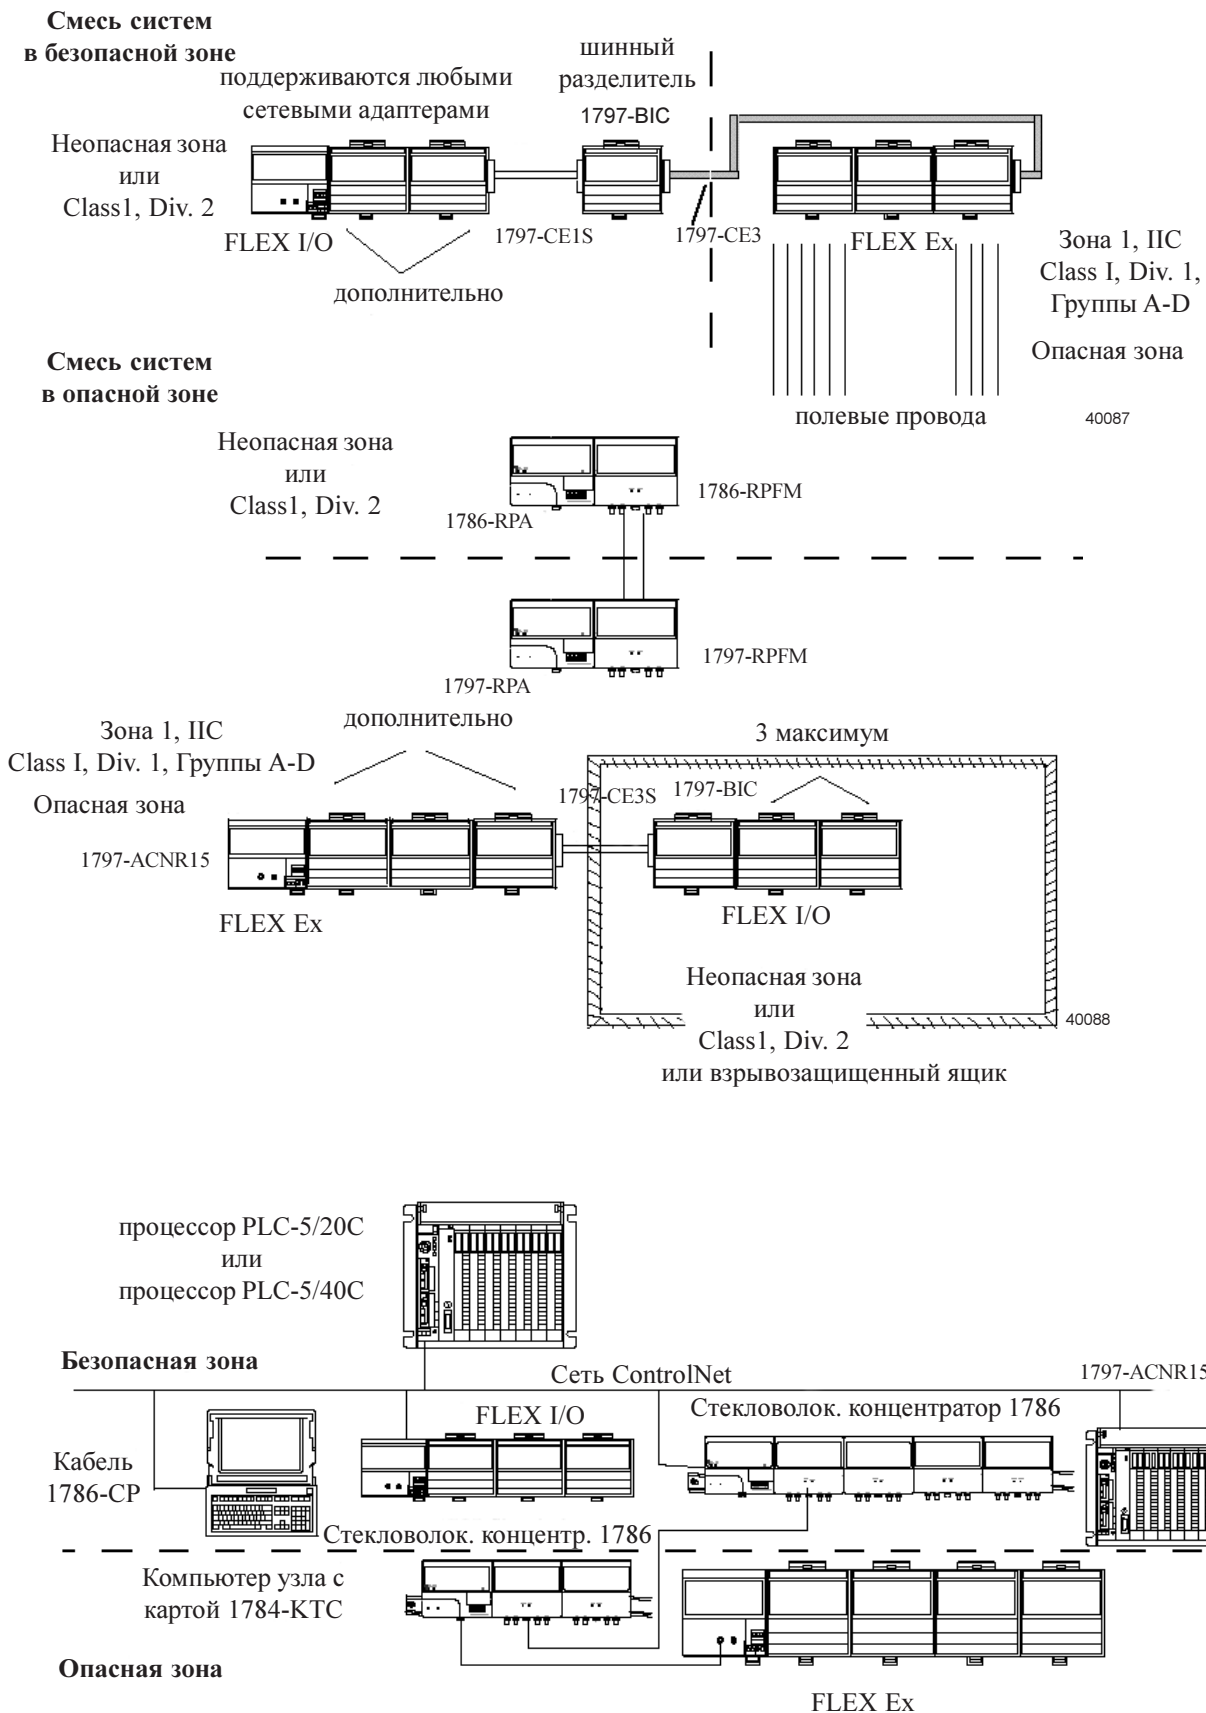 Смесь систем
в безопасной зоне
шинный
разделитель
1797-BIC
поддерживаются любыми
сетевыми адаптерами
Неопасная зона
или
Class1, Div. 2
FLEX I/O
1797-CE1S
1797-CE3
FLEX Ex
дополнительно
Зона 1, IIC
Class I, Div. 1,
Группы A-D
Опасная зона
полевые провода
40087
Смесь систем
в опасной зоне
Неопасная зона
или
Class1, Div. 2
1786-RPA
1786-RPFM
1797-RPFM
1797-RPA
дополнительно
Зона 1, IIC
Class I, Div. 1, Группы A-D
Опасная зона
1797-ACNR15
FLEX Ex
3 максимум
1797-CE3S
1797-BIC
FLEX I/O
Неопасная зона
или
Class1, Div. 2
или взрывозащищенный ящик
40088
процессор PLC-5/20C
или
процессор PLC-5/40C
Безопасная зона
Сеть ControlNet
1797-ACNR15
FLEX I/O
Стекловолок. концентратор 1786
Кабель
1786-CP
Стекловолок. концентр. 1786
Компьютер узла с
картой 1784-KTC
Опасная зона
FLEX Ex